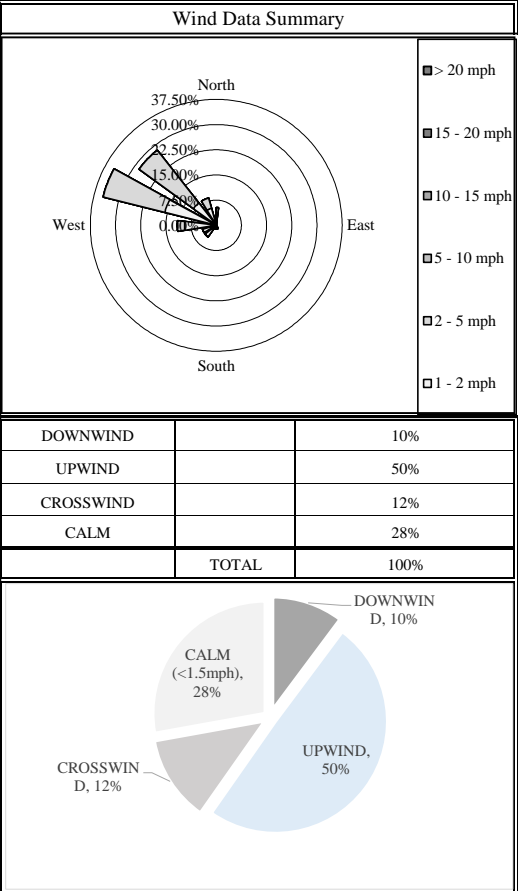 Wind Data Summary
North
37.50%
30.00%
22.50%
15.00%
7.50%
0.00%
West
East
South
> 20 mph
15 - 20 mph
10 - 15 mph
5 - 10 mph
2 - 5 mph
1 - 2 mph
DOWNWIND 10%
UPWIND 50%
CROSSWIND 12%
CALM 28%
TOTAL 100%
DOWNWIN
D, 10%
CALM
(<1.5mph),
28%
UPWIND,
50%
CROSSWIN
D, 12%